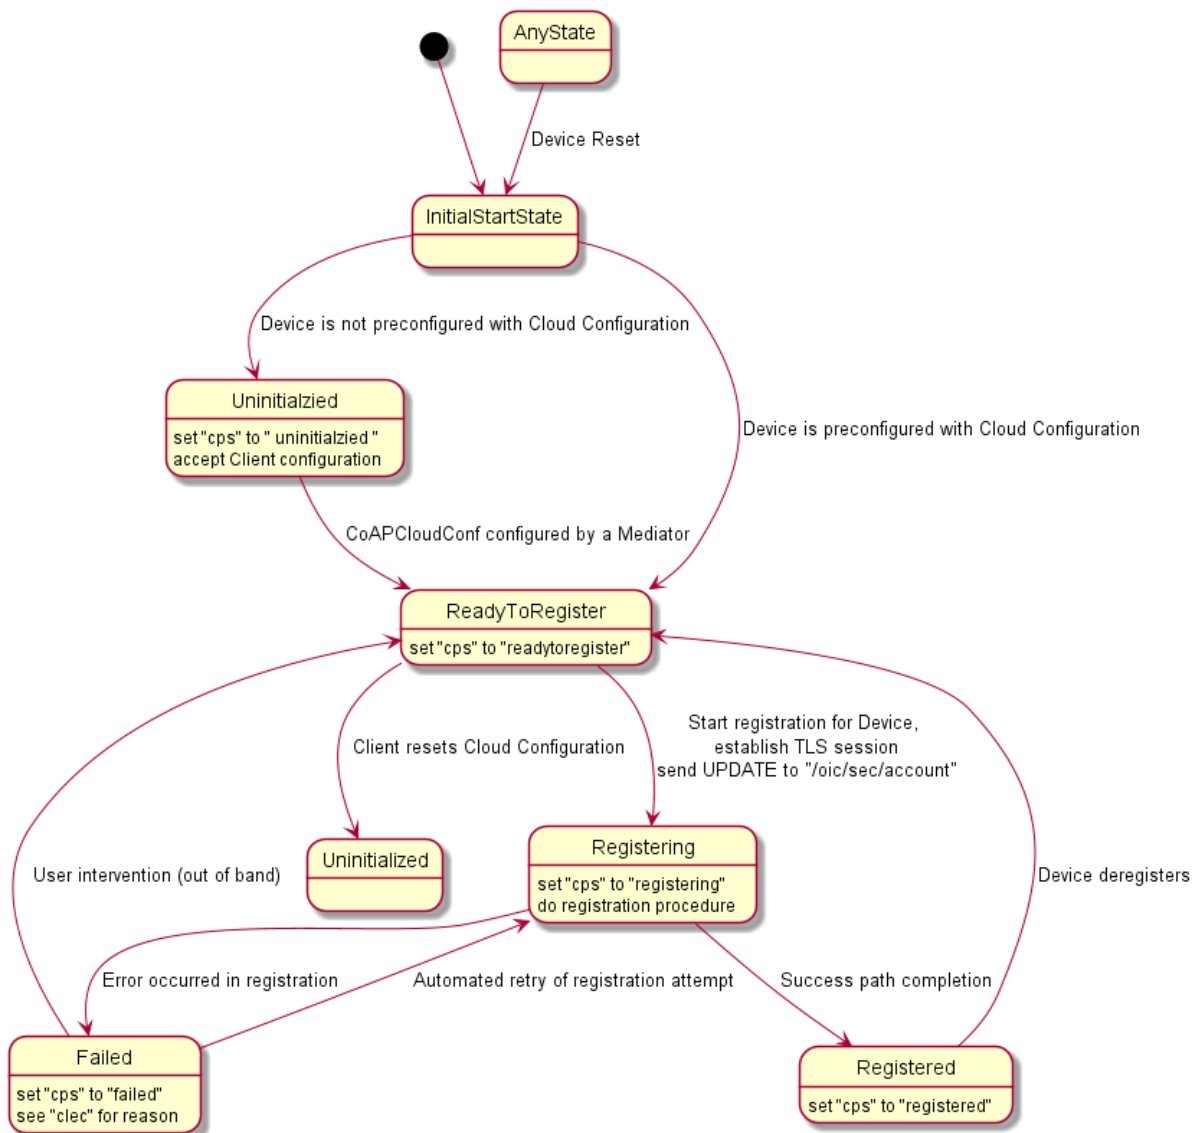 AnyState
Device Reset
InitialStartState
Device is not preconfigured with Cloud Configuration
Uninitialzied
set "cps" to " uninitialzied "
accept Client configuration
Device is preconfigured with Cloud Configuration
CoAPCloudConf configured by a Mediator
ReadyToRegister
set "cps" to "readytoregister"
Start registration for Device,
establish TLS session
send UPDATE to "/oic/sec/account"
Client resets Cloud Configuration
Uninitialized
Registering
set "cps" to "registering"
do registration procedure
User intervention (out of band)
Device deregisters
Error occurred in registration
Automated retry of registration attempt
Success path completion
Failed
set "cps" to "failed"
see "clec" for reason
Registered
set "cps" to "registered"